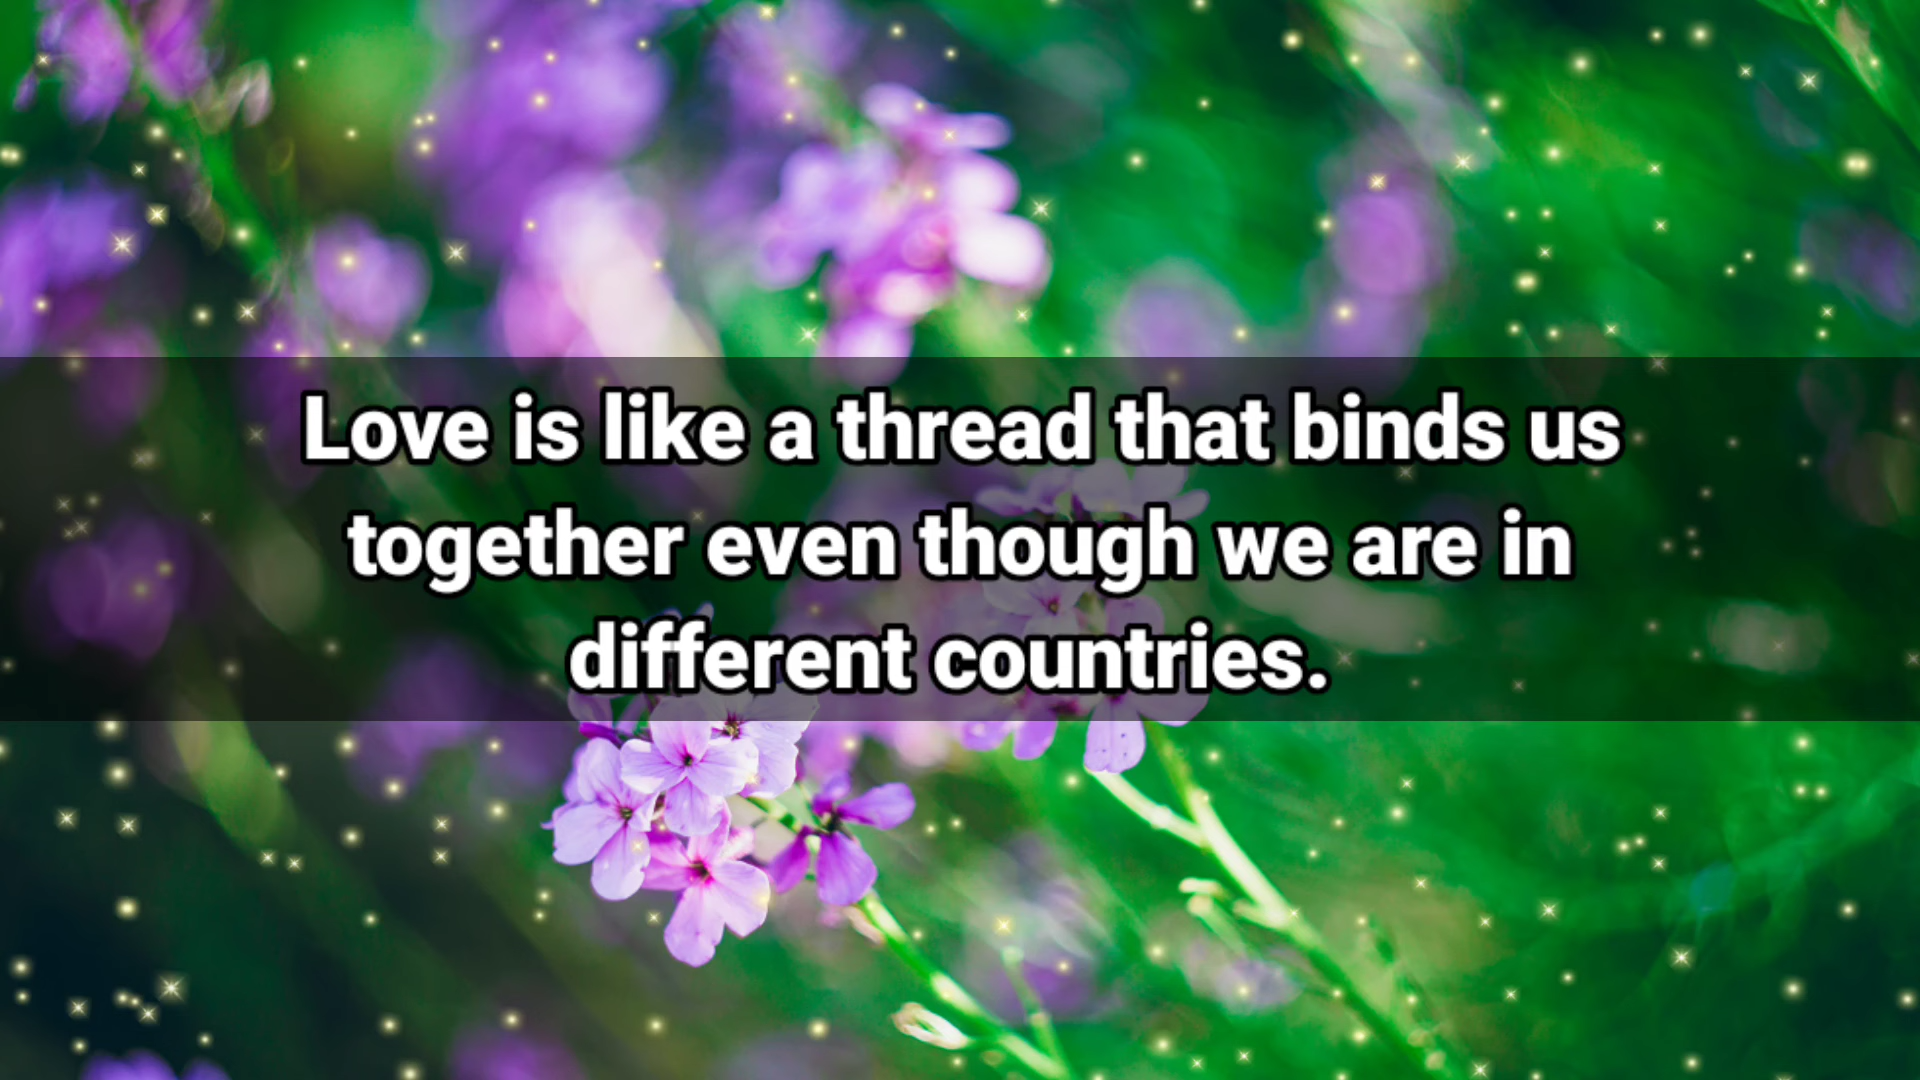 Love is like a thread that binds us
together even though we are in
different countries.